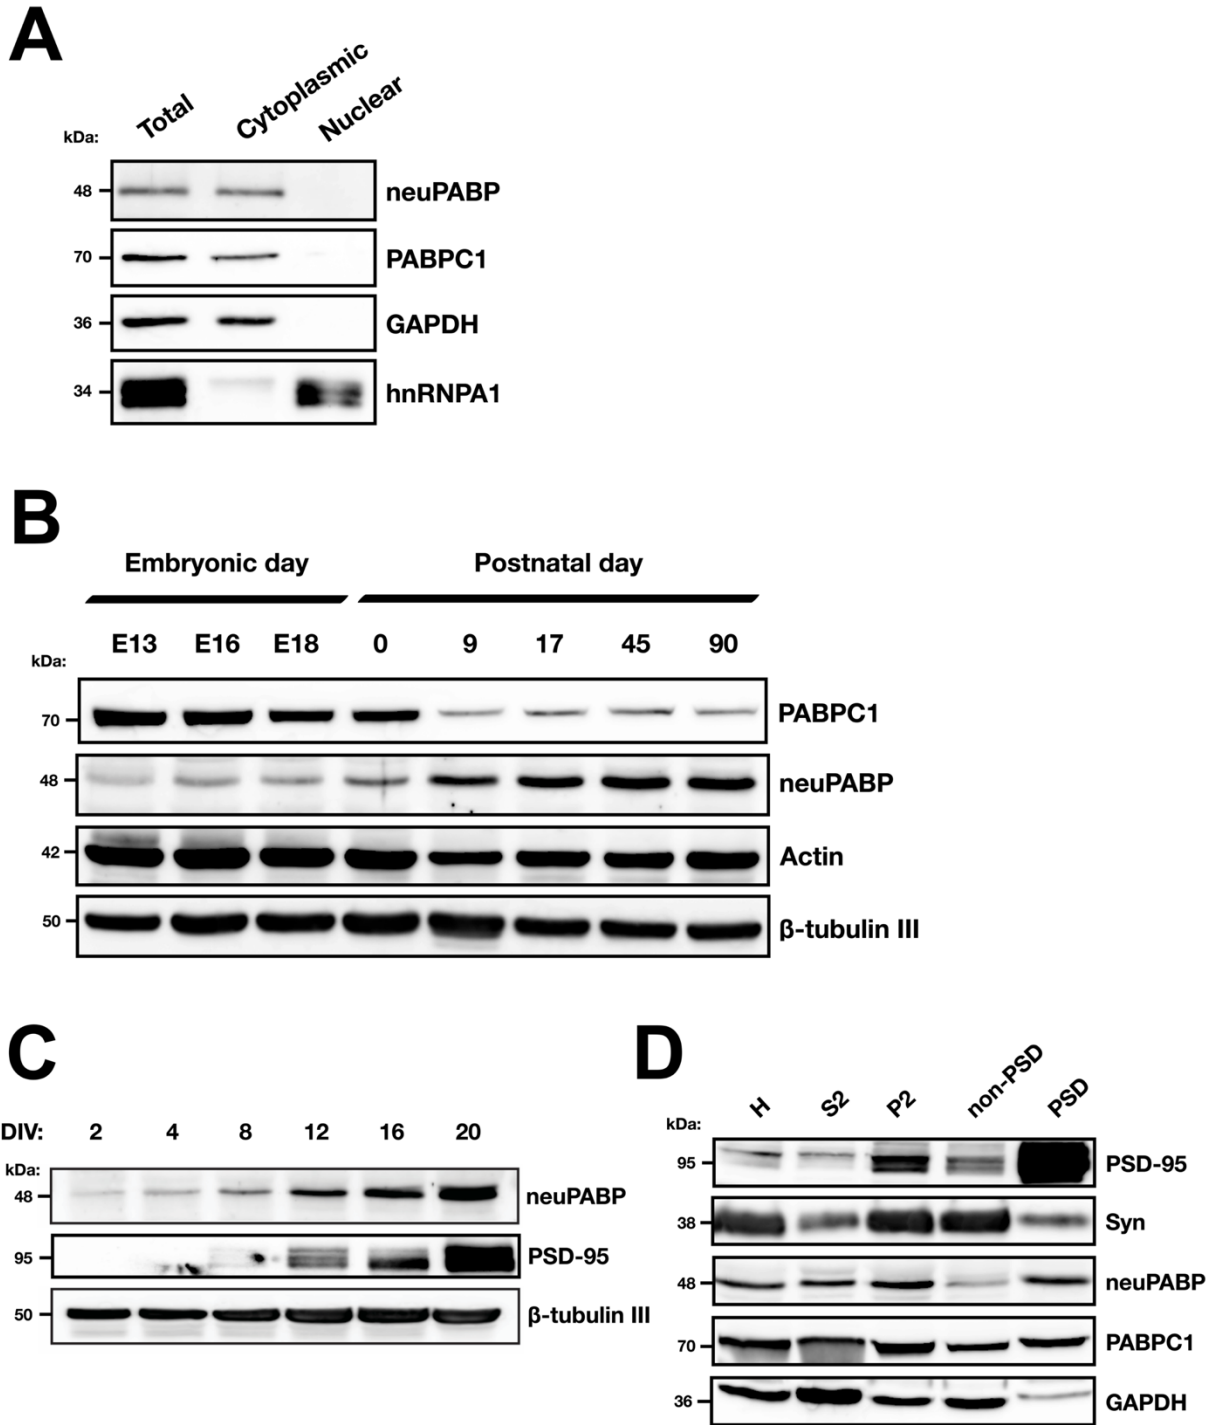 A
Total Cytoplasmic Nuclear
kDa:
48 neuPABP
70 PABPC1
36 GAPDH
34 hnRNPA1
B
Embryonic day Postnatal day
E13 E16 E18 0 9 17 45 90
kDa:
70 PABPC1
48 neuPABP
42 Actin
50 β-tubulin III
C
DIV: 2 4 8 12 16 20
kDa:
48 neuPABP
95 PSD-95
50 β-tubulin III
D
H S2 P2 non-PSD PSD
kDa:
95 PSD-95
38 Syn
48 neuPABP
70 PABPC1
36 GAPDH